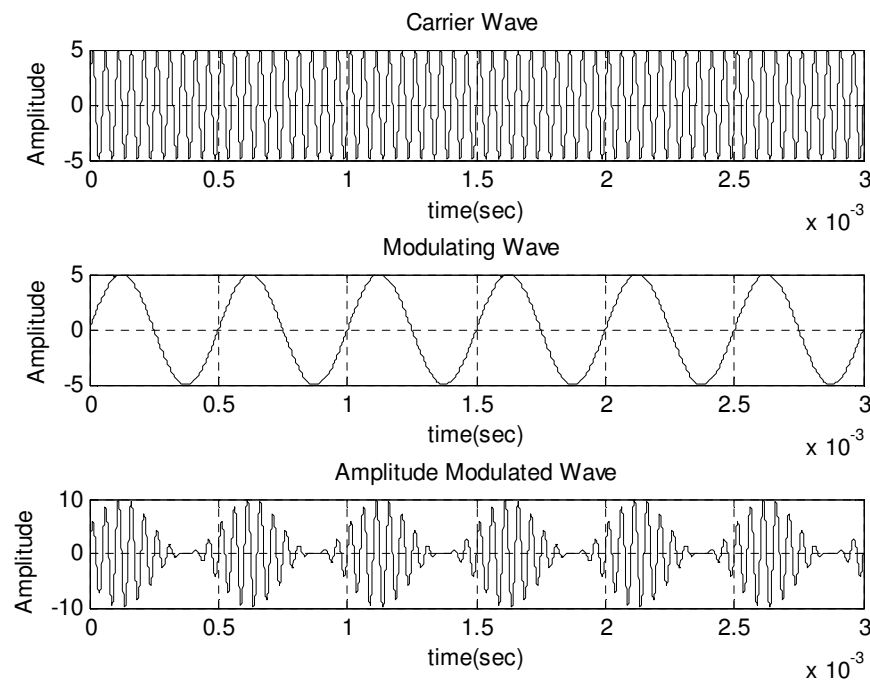 Carrier Wave
5
0
-5
Amplitude
0 0.5 1 1.5 2 2.5 3
time(sec)
x 10-3
Modulating Wave
5
0
-5
Amplitude
0 0.5 1 1.5 2 2.5 3
time(sec)
x 10-3
Amplitude Modulated Wave
10
0
-10
Amplitude
0 0.5 1 1.5 2 2.5 3
time(sec)
x 10-3